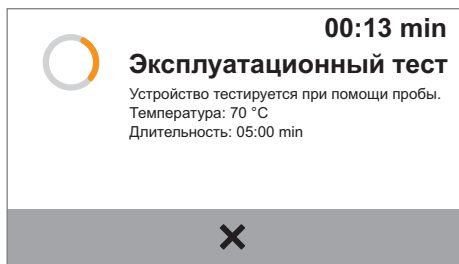 00:13 min
Эксплуатационный тест
Устройство тестируется при помощи пробы.
Температура: 70 °C
Длительность: 05:00 min